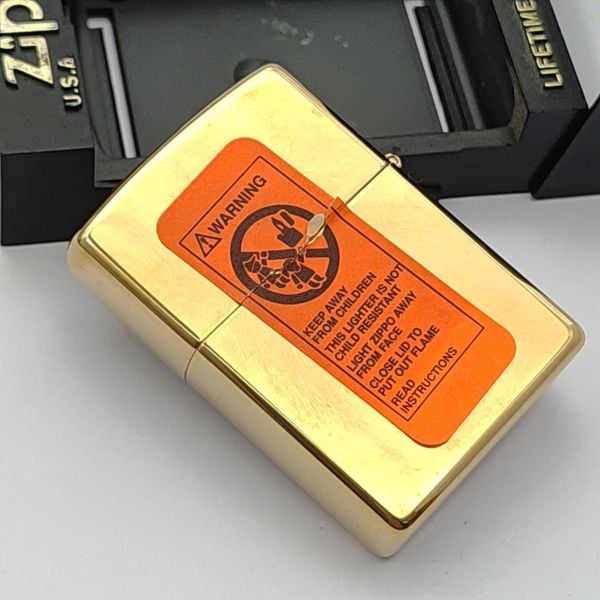 Zip
U.S.A
LIFETIME
WARNING
KEEP AWAY
FROM CHILDREN
THIS LIGHTER IS NOT
CHILD RESISTANT
LIGHT ZIPPO AWAY
FROM FACE
CLOSE LID TO
PUT OUT FLAME
READ
INSTRUCTIONS